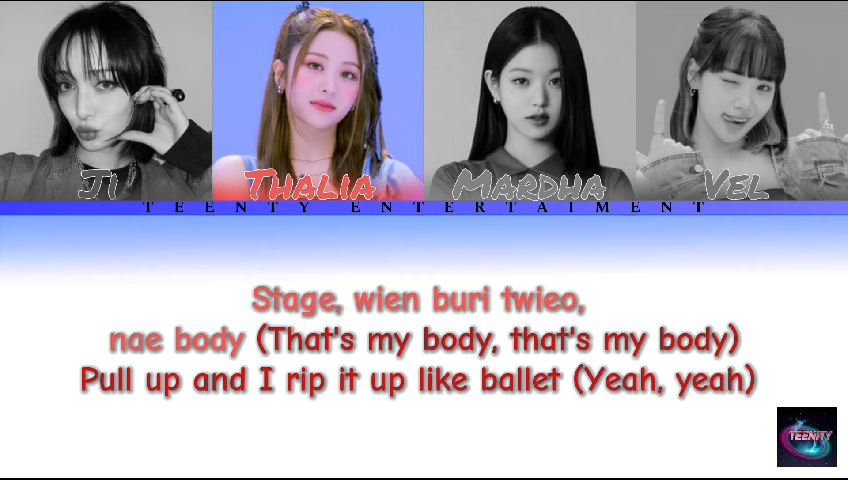 Ji Thalia Mardha Vel
TEENTY ENTERTAIMENT
Stage, wien buri twieo,
nae body (That's my body, that's my body)
Pull up and I rip it up like ballet (Yeah, yeah)
TEENITY